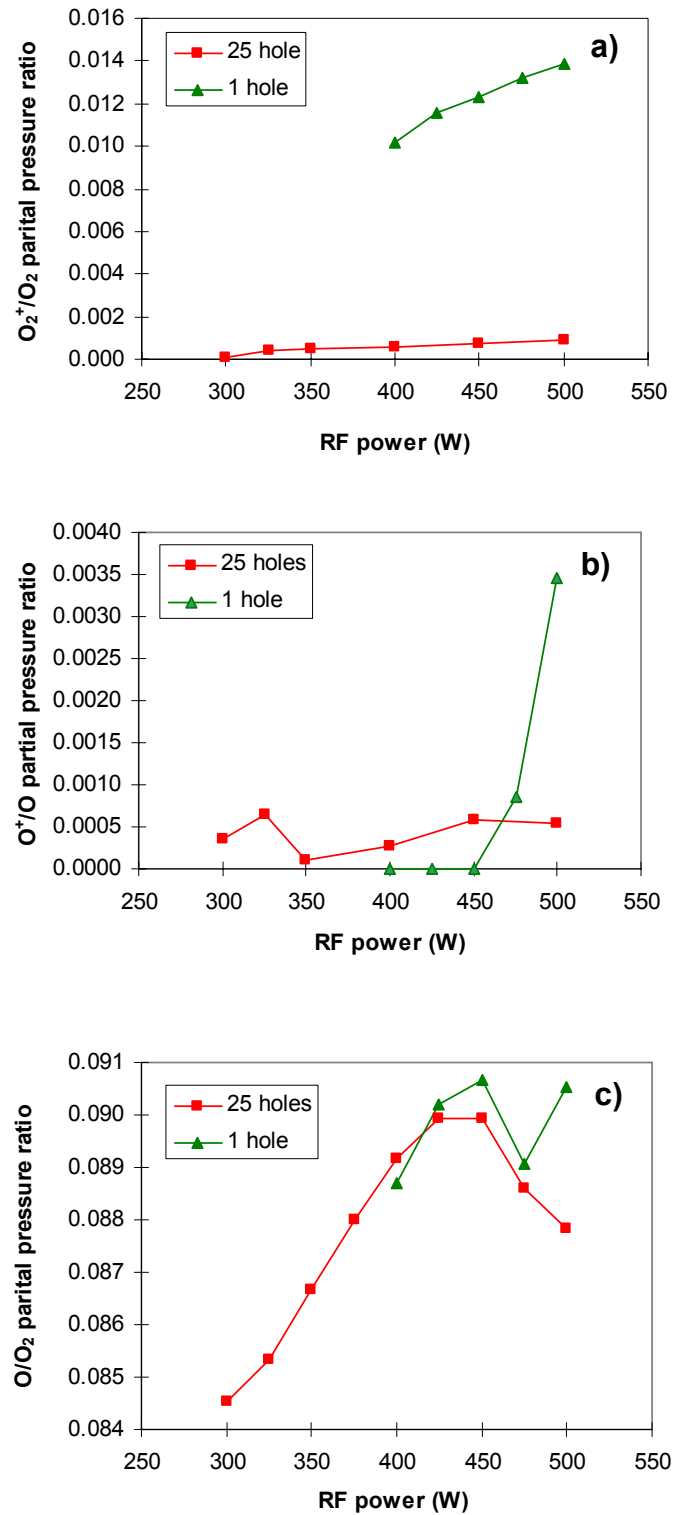 a)
25 hole
1 hole
0.016
0.014
0.012
0.010
0.008
0.006
0.004
0.002
0.000
O₂⁺/O₂ parital pressure ratio
250 300 350 400 450 500 550
RF power (W)
b)
25 holes
1 hole
0.0040
0.0035
0.0030
0.0025
0.0020
0.0015
0.0010
0.0005
0.0000
O⁺/O partial pressure ratio
250 300 350 400 450 500 550
RF power (W)
c)
25 holes
1 hole
0.091
0.090
0.089
0.088
0.087
0.086
0.085
0.084
O/O₂ parital pressure ratio
250 300 350 400 450 500 550
RF power (W)